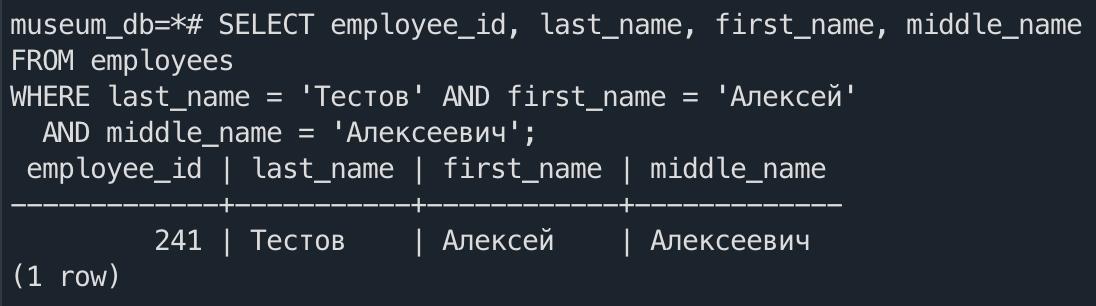 museum_db=*# SELECT employee_id, last_name, first_name, middle_name
FROM employees
WHERE last_name = 'Тестов' AND first_name = 'Алексей'
  AND middle_name = 'Алексеевич';
 employee_id | last_name | first_name | middle_name
-------------+-----------+------------+-------------
         241 | Тестов    | Алексей    | Алексеевич
(1 row)